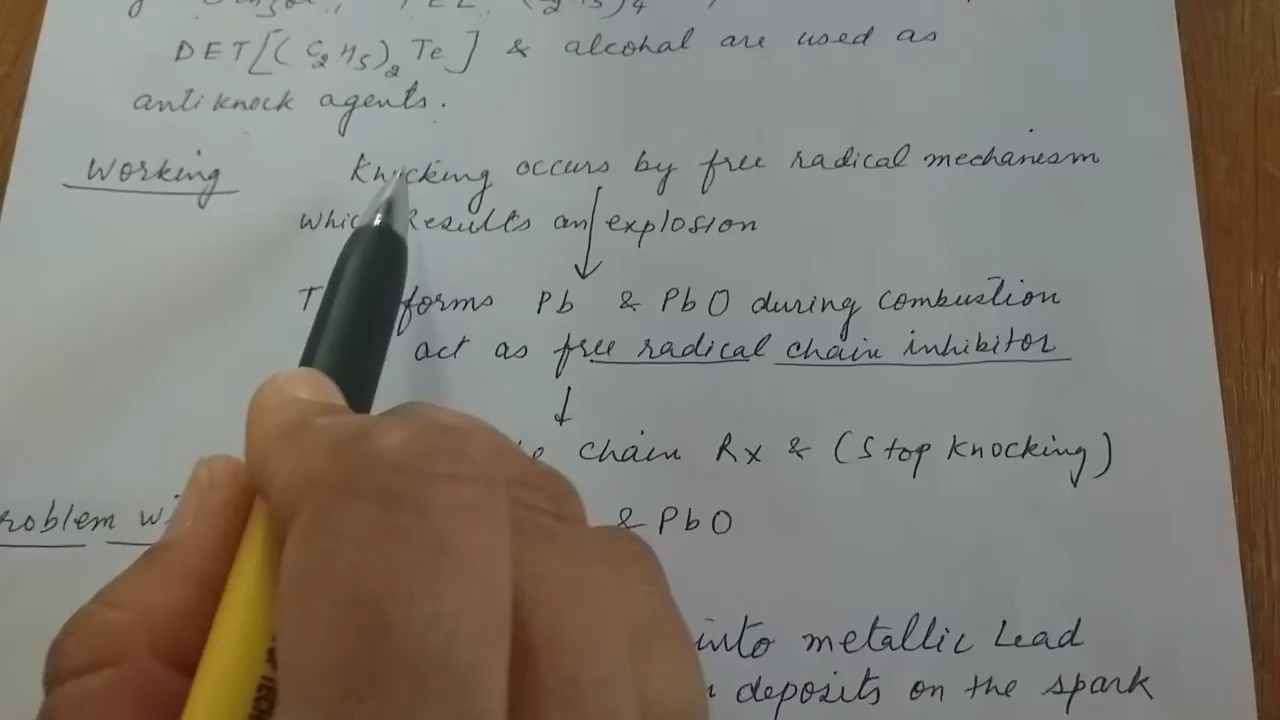 TEL
DET[(C2H5)2 Te] & alcohal are used as
anti knock agents.
Working Knocking occurs by free radical mechanism
which Results an explosion
forms Pb & PbO during combustion
act as free radical chain inhibitor
↓
chain Rx & (Stop Knocking)
& PbO
into metallic Lead
deposits on the spark